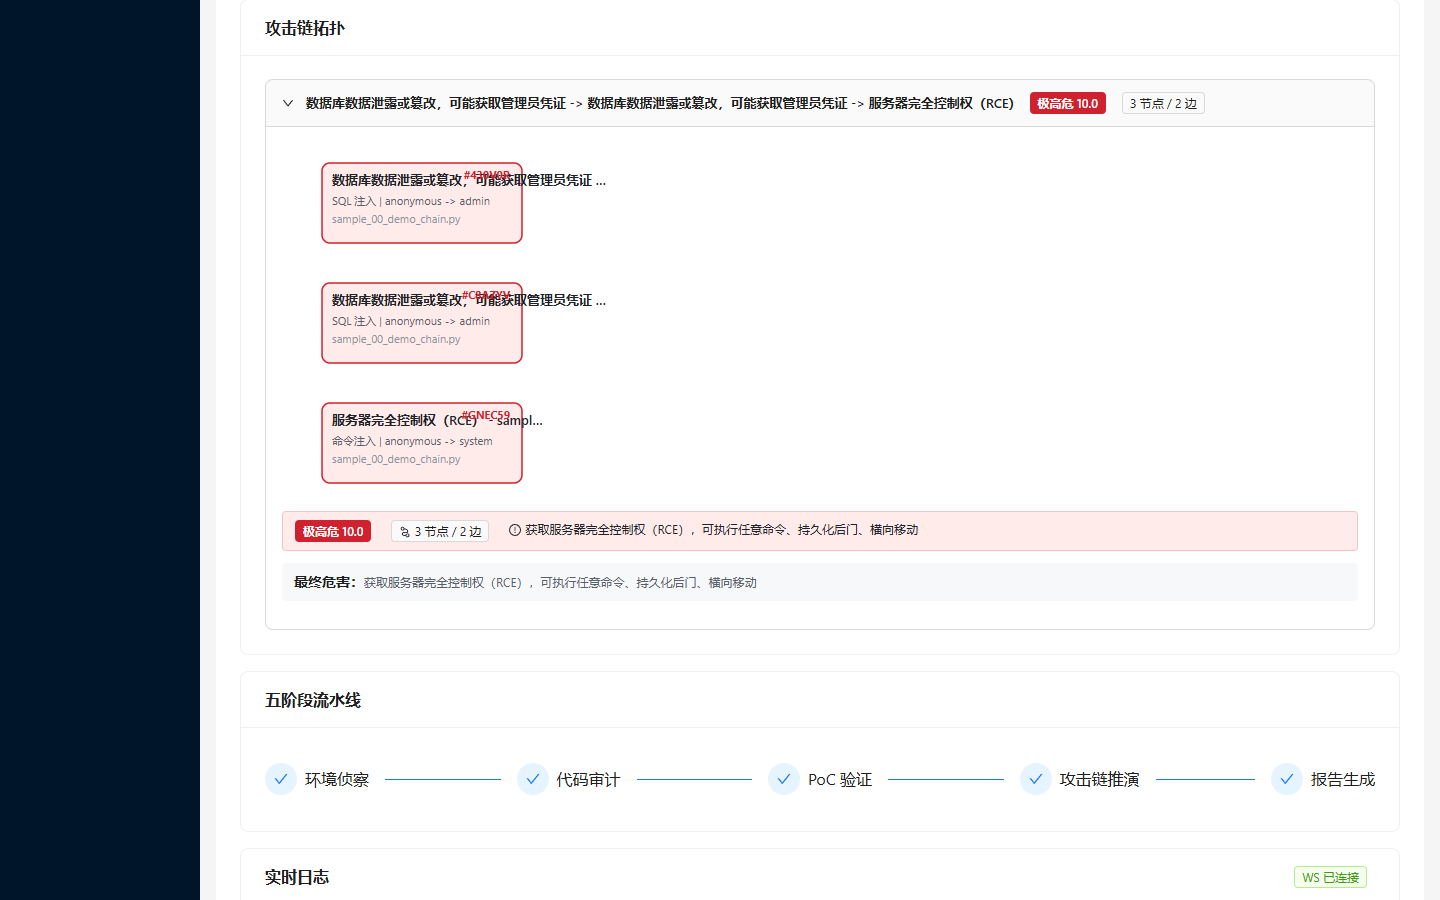 攻击链拓扑
数据库数据泄露或篡改，可能获取管理员凭证 -> 数据库数据泄露或篡改，可能获取管理员凭证 -> 服务器完全控制权（RCE） 极高危 10.0 3 节点 / 2 边
数据库数据泄露或篡改，可能获取管理员凭证 ...
SQL 注入 | anonymous -> admin
sample_00_demo_chain.py
数据库数据泄露或篡改，可能获取管理员凭证 ...
SQL 注入 | anonymous -> admin
sample_00_demo_chain.py
#GNEC59
服务器完全控制权（RCE） - sampl...
命令注入 | anonymous -> system
sample_00_demo_chain.py
极高危 10.0 3 节点 / 2 边 获取服务器完全控制权（RCE），可执行任意命令、持久化后门、横向移动
最终危害：获取服务器完全控制权（RCE），可执行任意命令、持久化后门、横向移动
五阶段流水线
环境侦察 代码审计 PoC 验证 攻击链推演 报告生成
实时日志 WS 已连接